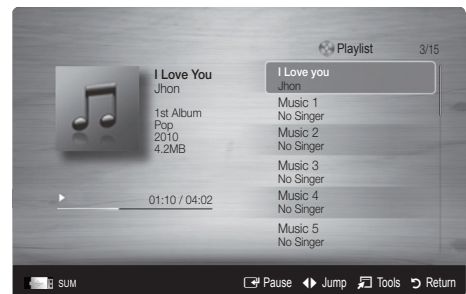 Playlist 3/15
I Love You
Jhon
1st Album
Pop
2010
4.2MB
01:10 / 04:02
I Love you
Jhon
Music 1
No Singer
Music 2
No Singer
Music 3
No Singer
Music 4
No Singer
Music 5
No Singer
SUM
Pause Jump Tools Return